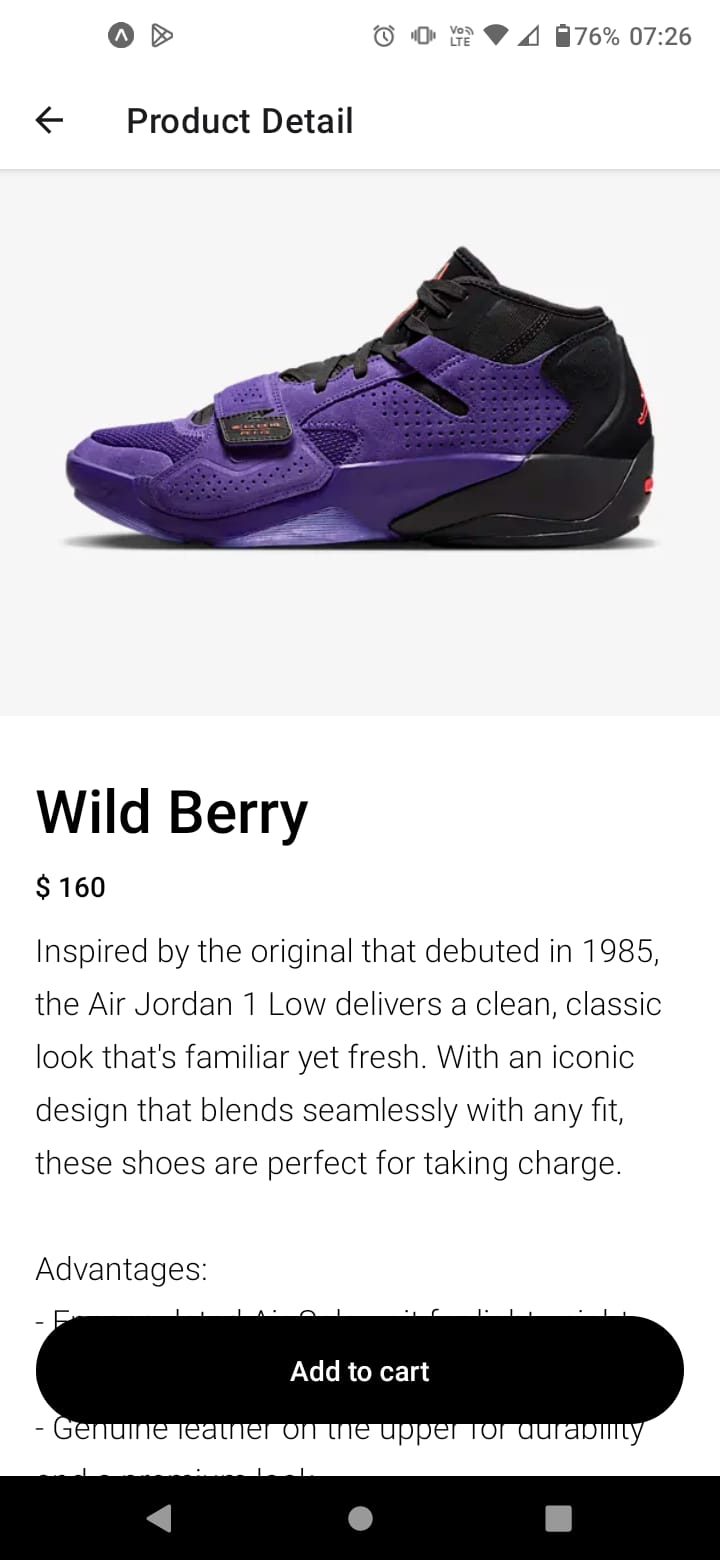 Vo LTE 76% 07:26
Product Detail
Wild Berry
$ 160
Inspired by the original that debuted in 1985,
the Air Jordan 1 Low delivers a clean, classic
look that's familiar yet fresh. With an iconic
design that blends seamlessly with any fit,
these shoes are perfect for taking charge.
Advantages:
Add to cart
- Genuine leather on the upper for durability